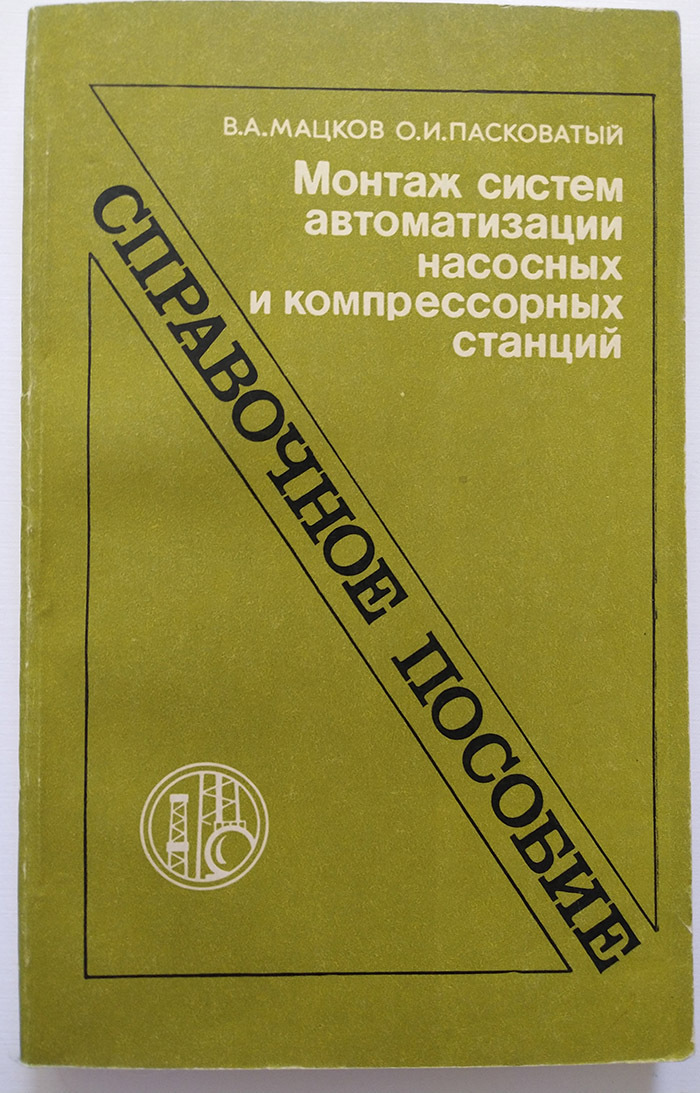 В.А.МАЦКОВ О.И.ПАСКОВАТЫЙ
Монтаж систем
автоматизации
насосных
и компрессорных
станций
СПРАВОЧНОЕ ПОСОБИЕ